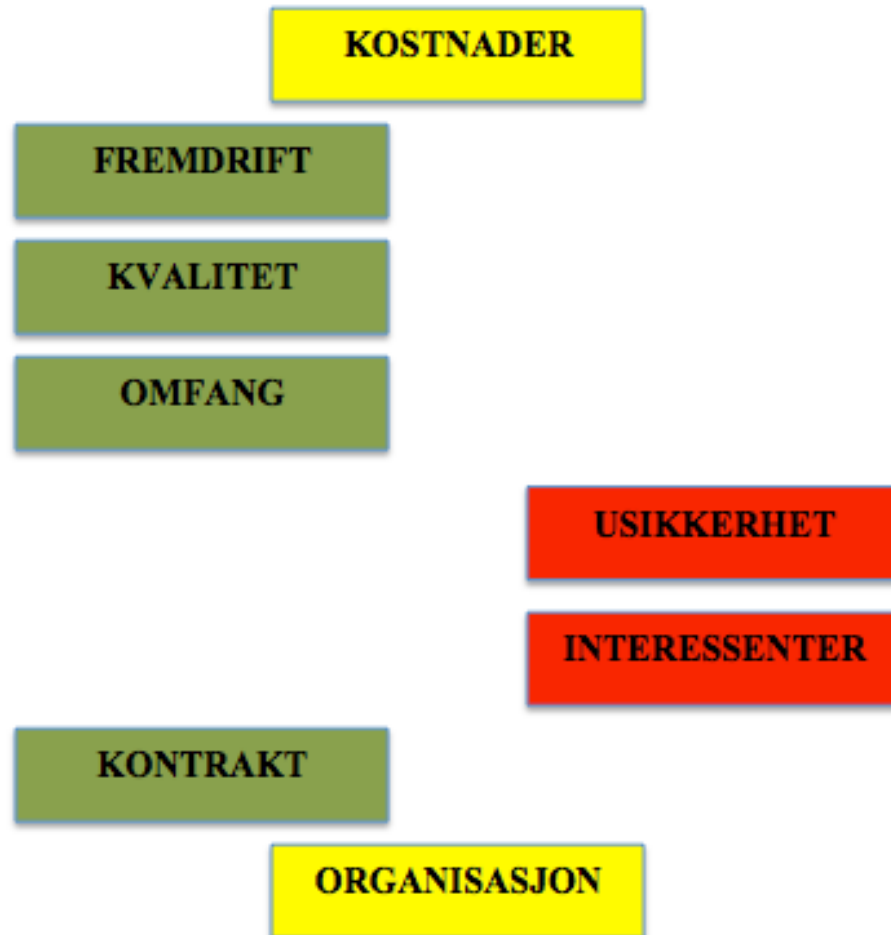 KOSTNADER
FREMDRIFT
KVALITET
OMFANG
USIKKERHET
INTERESSENTER
KONTRAKT
ORGANISASJON